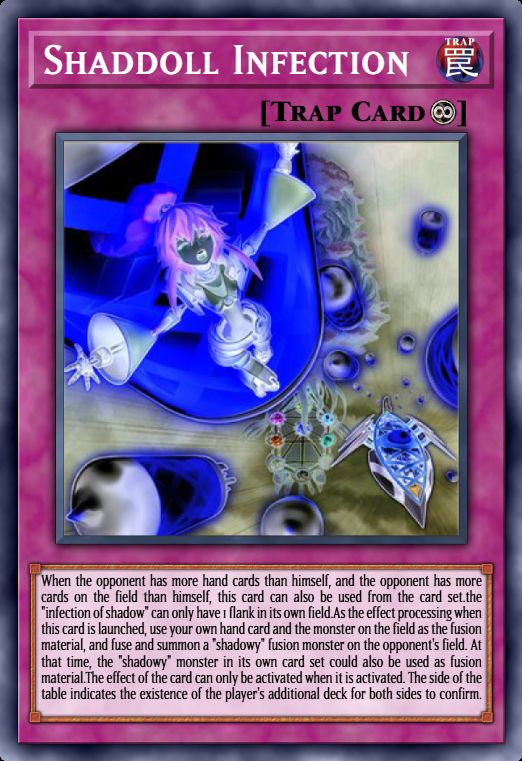 SHADDOLL INFECTION
TRAP
罠
[TRAP CARD]
When the opponent has more hand cards than himself, and the opponent has more
cards on the field than himself, this card can also be used from the card set.the
"infection of shadow" can only have 1 flank in its own field.As the effect processing when
this card is launched, use your own hand card and the monster on the field as the fusion
material, and fuse and summon a "shadowy" fusion monster on the opponent's field. At
that time, the "shadowy" monster in its own card set could also be used as fusion
material.The effect of the card can only be activated when it is activated. The side of the
table indicates the existence of the player's additional deck for both sides to confirm.